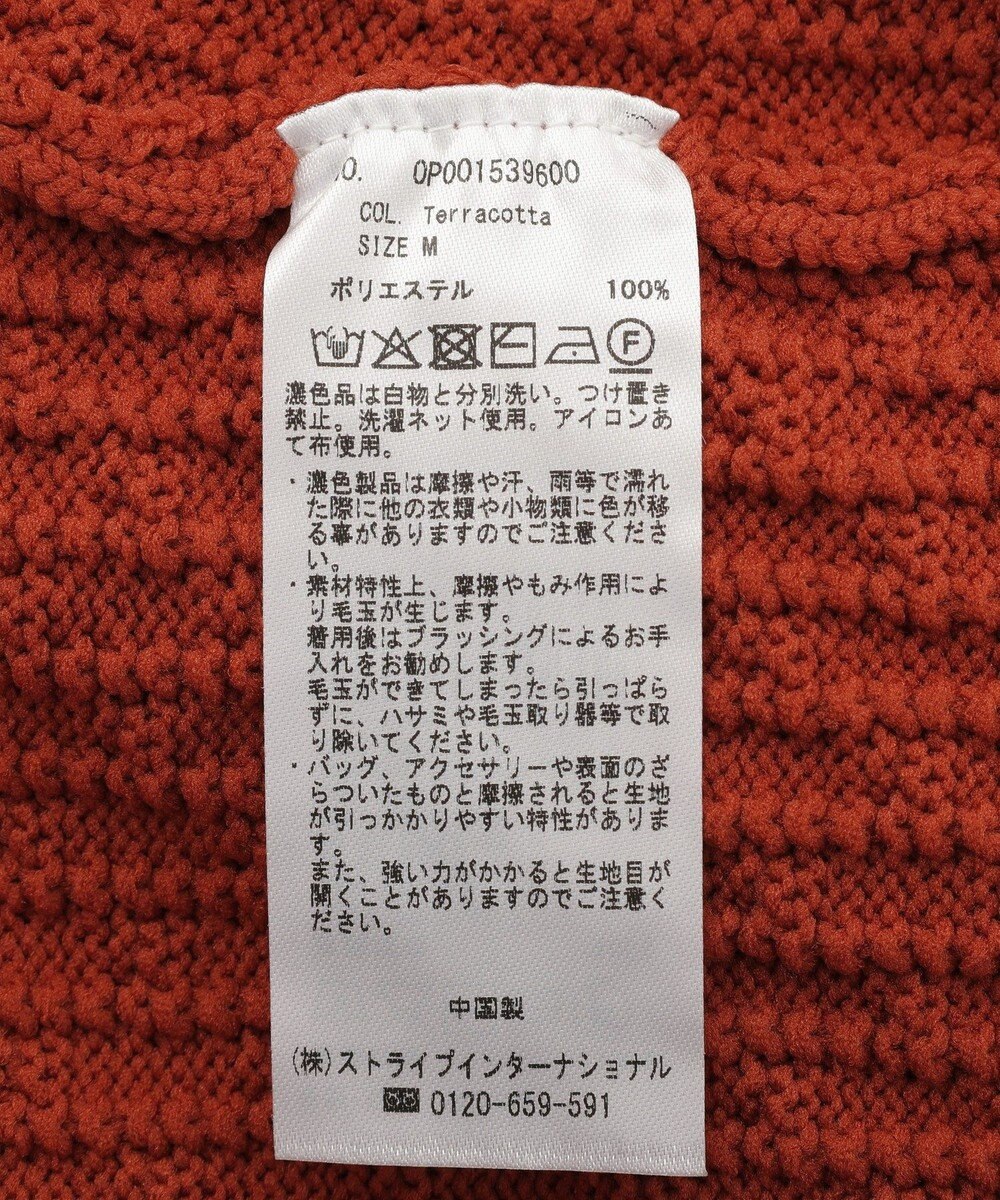 O. OP001539600
COL. Terracotta
SIZE M
ポリエステル 100%
F
濃色品は白物と分別洗い。つけ置き
禁止。洗濯ネット使用。アイロンあ
て布使用。
・濃色製品は摩擦や汗、雨等で濡れ
た際に他の衣類や小物類に色が移
る事がありますのでご注意くださ
い。
・素材特性上、摩擦やもみ作用によ
り毛玉が生じます。
着用後はブラッシングによるお手
入れをお勧めします。
毛玉ができてしまったら引っぱら
ずに、ハサミや毛玉取り器等で取
り除いてください。
・バッグ、アクセサリーや表面のざ
らついたものと摩擦されると生地
が引っかかりやすい特性がありま
す。
また、強い力がかかると生地目が
開くことがありますのでご注意く
ださい。
中国製
(株)ストライプインターナショナル
0120-659-591